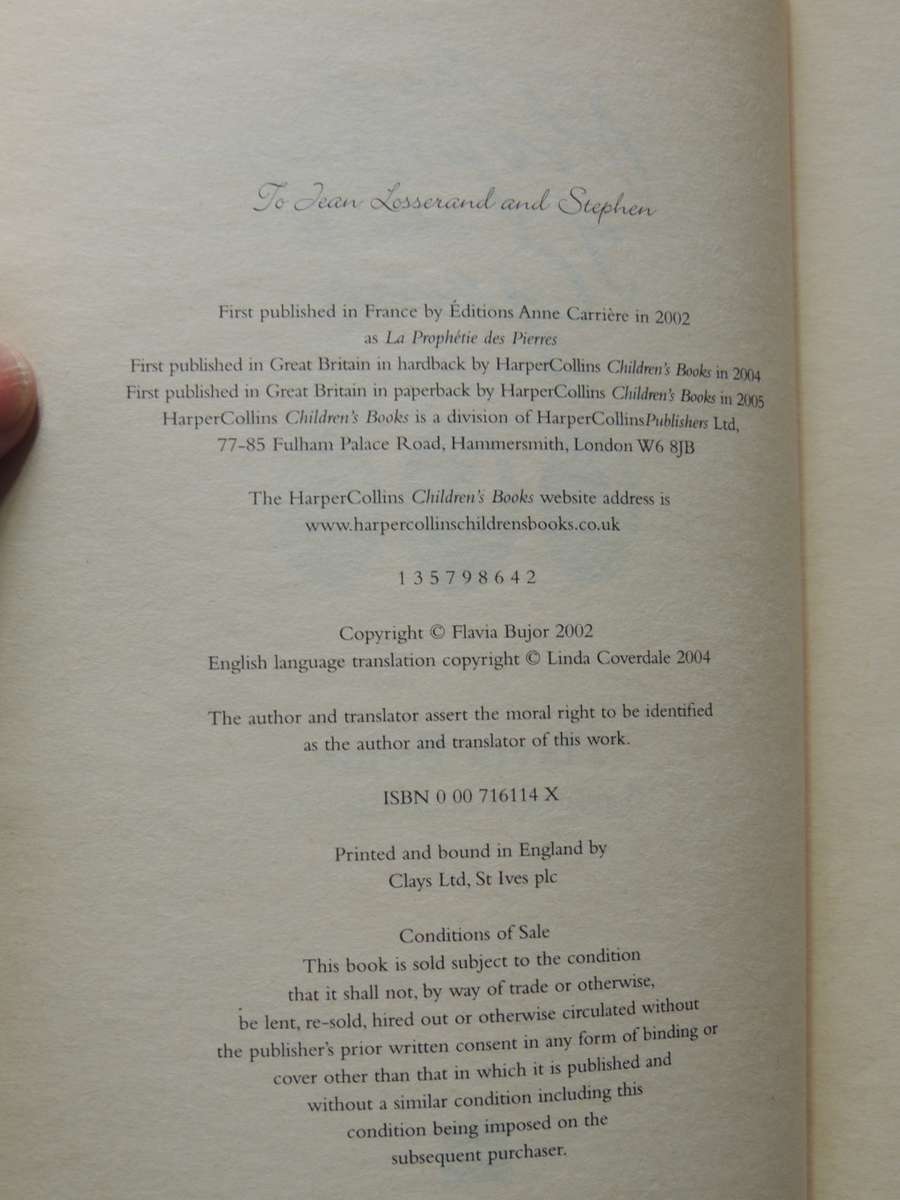 To Jean Losserand and Stephen
First published in France by Éditions Anne Carrière in 2002
as La Prophétie des Pierres
First published in Great Britain in hardback by HarperCollins Children's Books in 2004
First published in Great Britain in paperback by HarperCollins Children's Books in 2005
HarperCollins Children's Books is a division of HarperCollinsPublishers Ltd,
77-85 Fulham Palace Road, Hammersmith, London W6 8JB
The HarperCollins Children's Books website address is
www.harpercollinschildrensbooks.co.uk
1 3 5 7 9 8 6 4 2
Copyright © Flavia Bujor 2002
English language translation copyright © Linda Coverdale 2004
The author and translator assert the moral right to be identified
as the author and translator of this work.
ISBN 0 00 716114 X
Printed and bound in England by
Clays Ltd, St Ives plc
Conditions of Sale
This book is sold subject to the condition
that it shall not, by way of trade or otherwise,
be lent, re-sold, hired out or otherwise circulated without
the publisher's prior written consent in any form of binding or
cover other than that in which it is published and
without a similar condition including this
condition being imposed on the
subsequent purchaser.